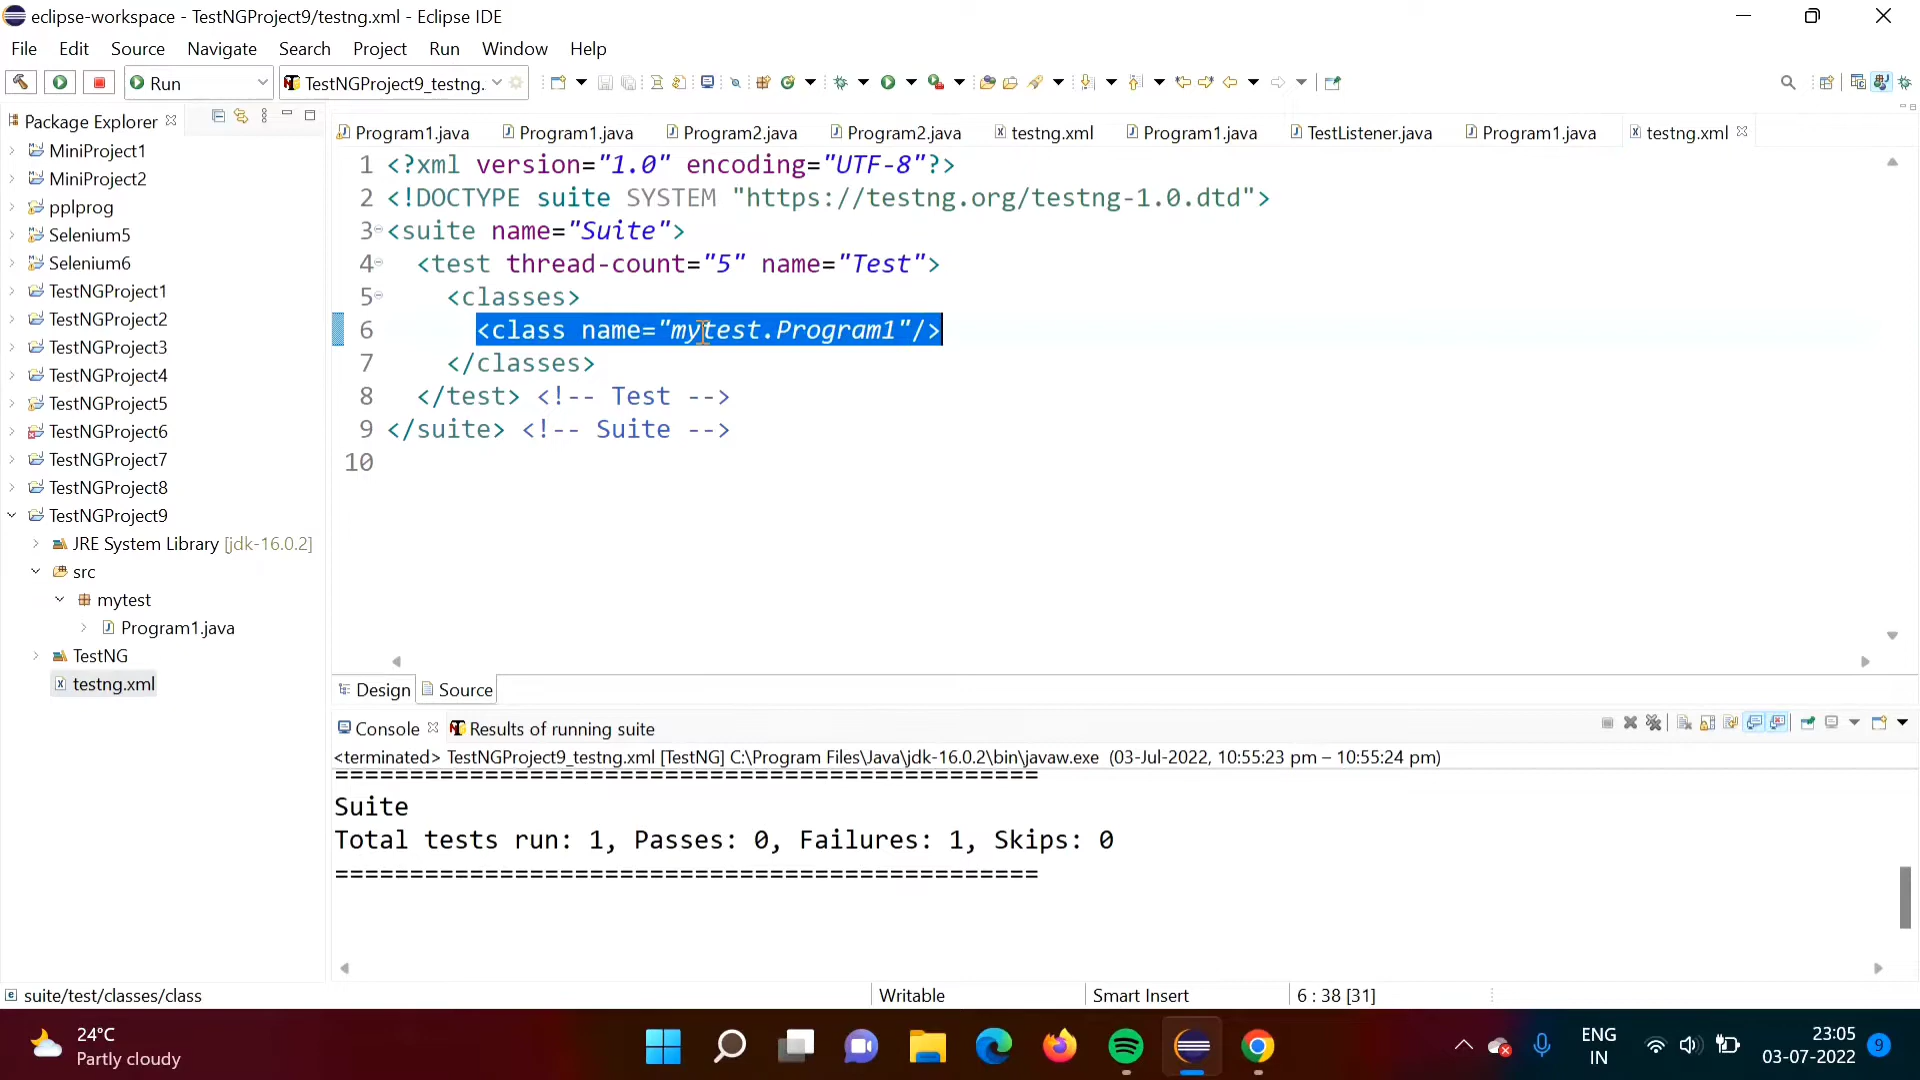 eclipse-workspace - TestNGProject9/testng.xml - Eclipse IDE
File Edit Source Navigate Search Project Run Window Help
Run TestNGProject9_testng.
Package Explorer
MiniProject1
MiniProject2
pplprog
Selenium5
Selenium6
TestNGProject1
TestNGProject2
TestNGProject3
TestNGProject4
TestNGProject5
TestNGProject6
TestNGProject7
TestNGProject8
TestNGProject9
JRE System Library [jdk-16.0.2]
src
mytest
Program1.java
TestNG
testng.xml
Program1.java Program1.java Program2.java Program2.java testng.xml Program1.java TestListener.java Program1.java testng.xml
1 <?xml version="1.0" encoding="UTF-8"?>
2 <!DOCTYPE suite SYSTEM "https://testng.org/testng-1.0.dtd">
3 <suite name="Suite">
4 <test thread-count="5" name="Test">
5 <classes>
6 <class name="mytest.Program1"/>
7 </classes>
8 </test> <!-- Test -->
9 </suite> <!-- Suite -->
10
Design Source
Console Results of running suite
<terminated> TestNGProject9_testng.xml [TestNG] C:\Program Files\Java\jdk-16.0.2\bin\javaw.exe (03-Jul-2022, 10:55:23 pm – 10:55:24 pm)
===============================================
Suite
Total tests run: 1, Passes: 0, Failures: 1, Skips: 0
===============================================
suite/test/classes/class Writable Smart Insert 6 : 38 [31]
24°C
Partly cloudy
ENG
IN
23:05
03-07-2022
9